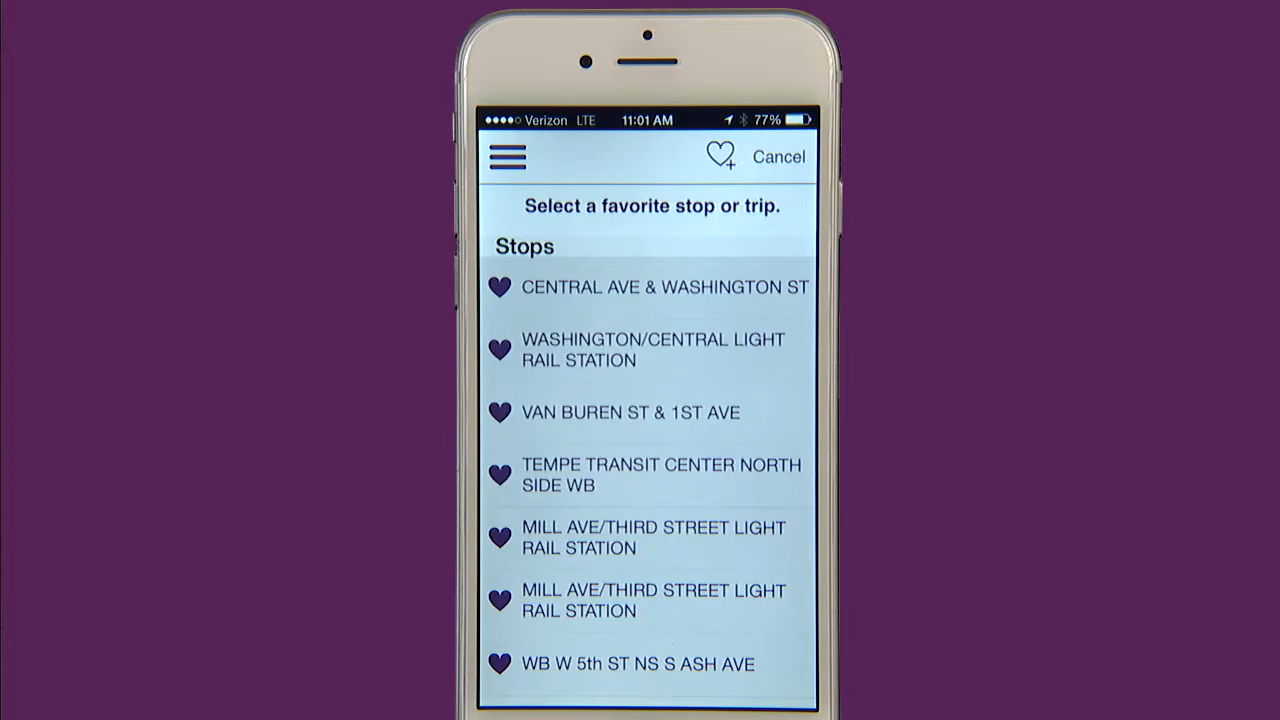 Verizon LTE 11:01 AM 77%
Cancel
Select a favorite stop or trip.
Stops
CENTRAL AVE & WASHINGTON ST
WASHINGTON/CENTRAL LIGHT
RAIL STATION
VAN BUREN ST & 1ST AVE
TEMPE TRANSIT CENTER NORTH
SIDE WB
MILL AVE/THIRD STREET LIGHT
RAIL STATION
MILL AVE/THIRD STREET LIGHT
RAIL STATION
WB W 5th ST NS S ASH AVE